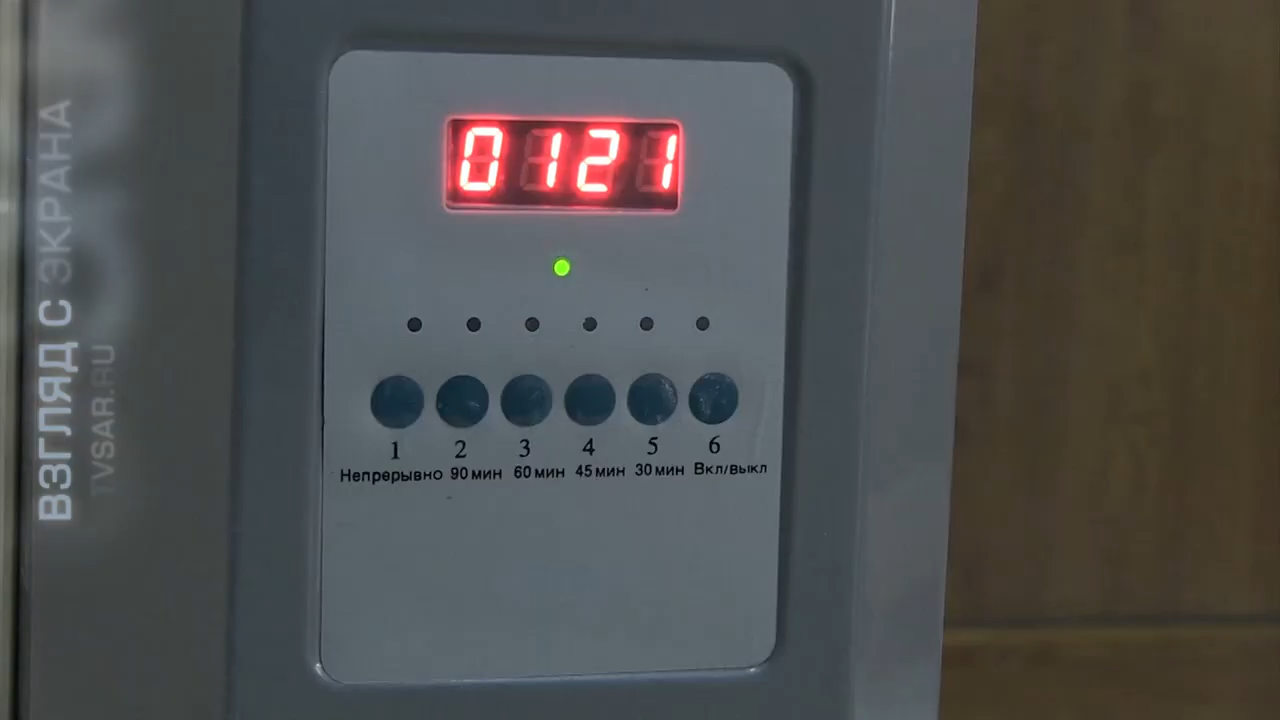 0121
1 2 3 4 5 6
Непрерывно 90 мин 60 мин 45 мин 30 мин Вкл/выкл
ВЗГЛЯД С ЭКРАНА
TVSAR.RU